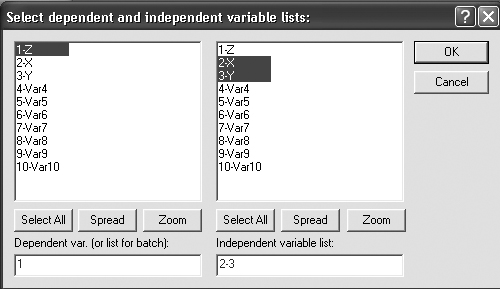 Select dependent and independent variable lists:
1-Z
2-X
3-Y
4-Var4
5-Var5
6-Var6
7-Var7
8-Var8
9-Var9
10-Var10
1-Z
2-X
3-Y
4-Var4
5-Var5
6-Var6
7-Var7
8-Var8
9-Var9
10-Var10
OK
Cancel
Select All Spread Zoom
Select All Spread Zoom
Dependent var. (or list for batch):
1
Independent variable list:
2-3